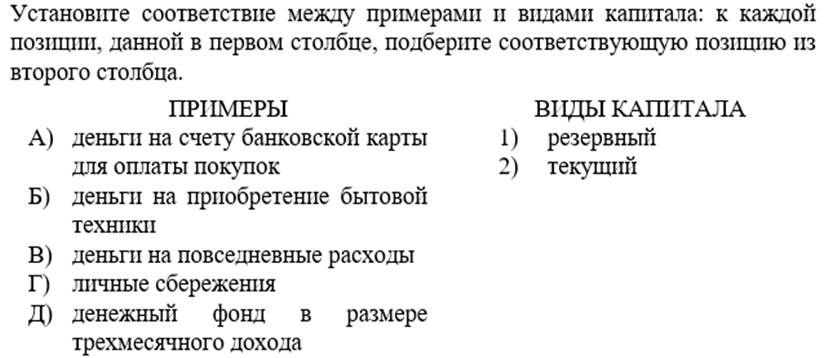 Установите соответствие между примерами и видами капитала: к каждой
позиции, данной в первом столбце, подберите соответствующую позицию из
второго столбца.
ПРИМЕРЫ
А) деньги на счету банковской карты
для оплаты покупок
Б) деньги на приобретение бытовой
техники
В) деньги на повседневные расходы
Г) личные сбережения
Д) денежный фонд в размере
трехмесячного дохода
ВИДЫ КАПИТАЛА
1) резервный
2) текущий